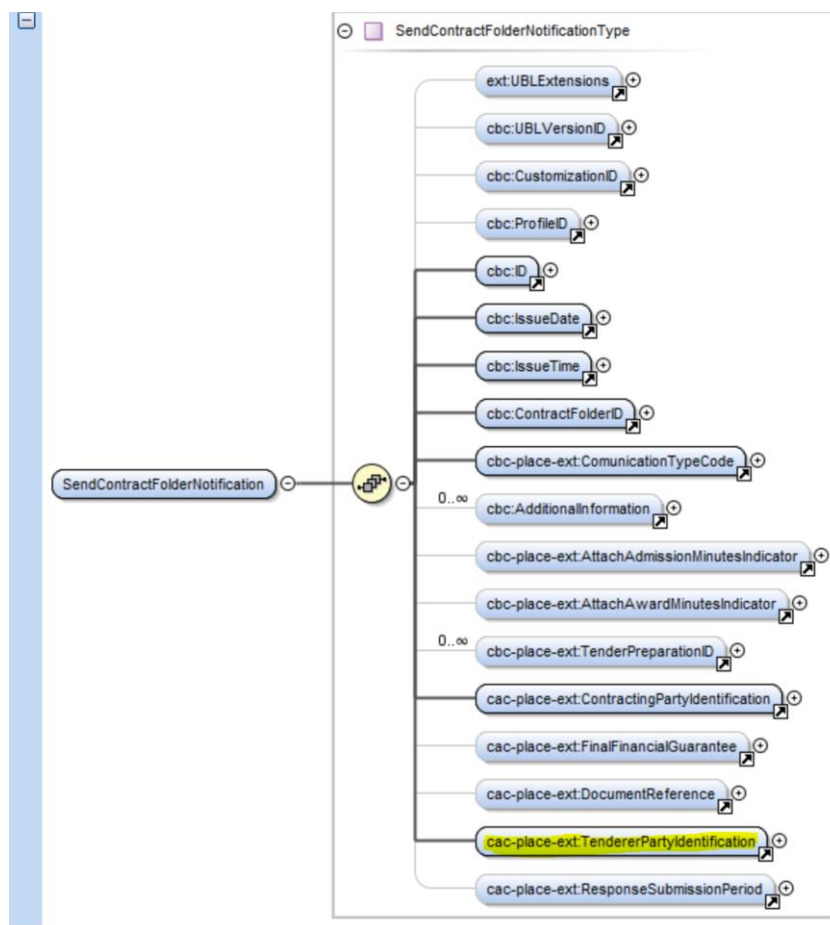 SendContractFolderNotificationType
ext:UBLExtensions
cbc:UBLVersionID
cbc:CustomizationID
cbc:ProfileID
cbc:ID
cbc:IssueDate
cbc:IssueTime
cbc:ContractFolderID
cbc-place-ext:ComunicationTypeCode
SendContractFolderNotification
0..∞
cbc:AdditionalInformation
cbc-place-ext:AttachAdmissionMinutesIndicator
cbc-place-ext:AttachAwardMinutesIndicator
0..∞
cbc-place-ext:TenderPreparationID
cac-place-ext:ContractingPartyIdentification
cac-place-ext:FinalFinancialGuarantee
cac-place-ext:DocumentReference
cac-place-ext:TendererPartyIdentification
cac-place-ext:ResponseSubmissionPeriod